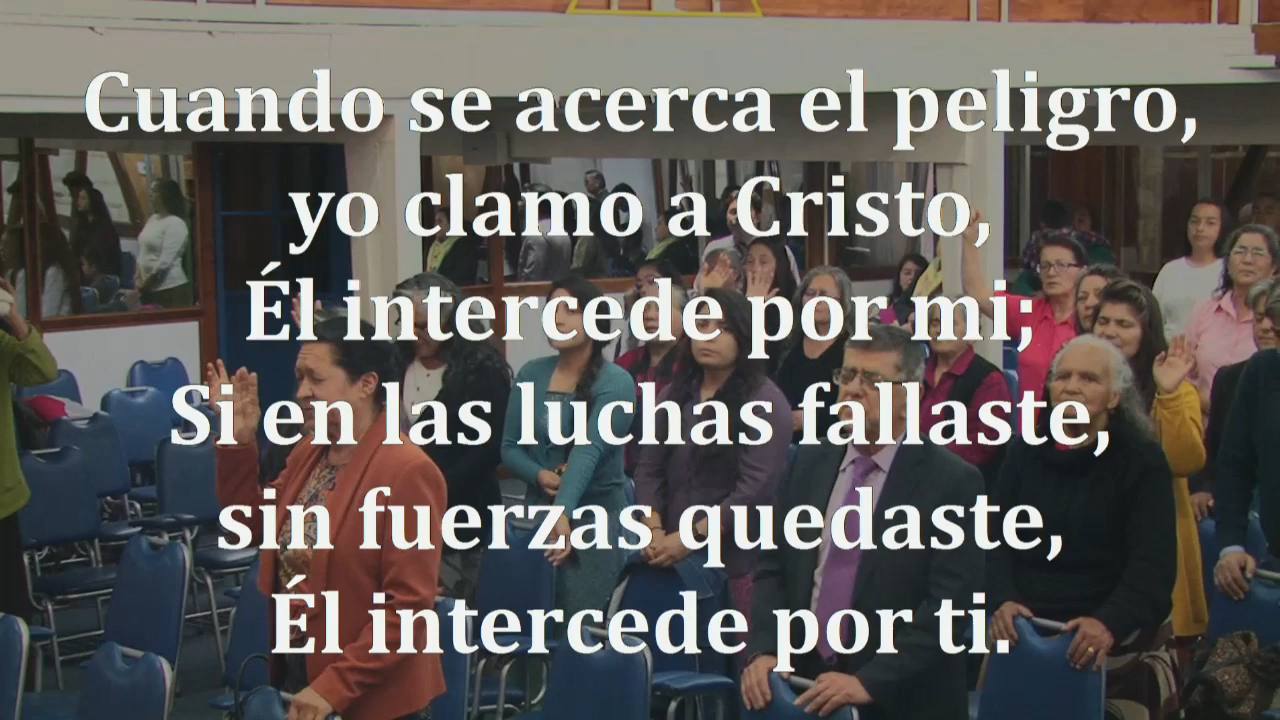 Cuando se acerca el peligro,
yo clamo a Cristo,
Él intercede por mi;
Si en las luchas fallaste,
sin fuerzas quedaste,
Él intercede por ti.